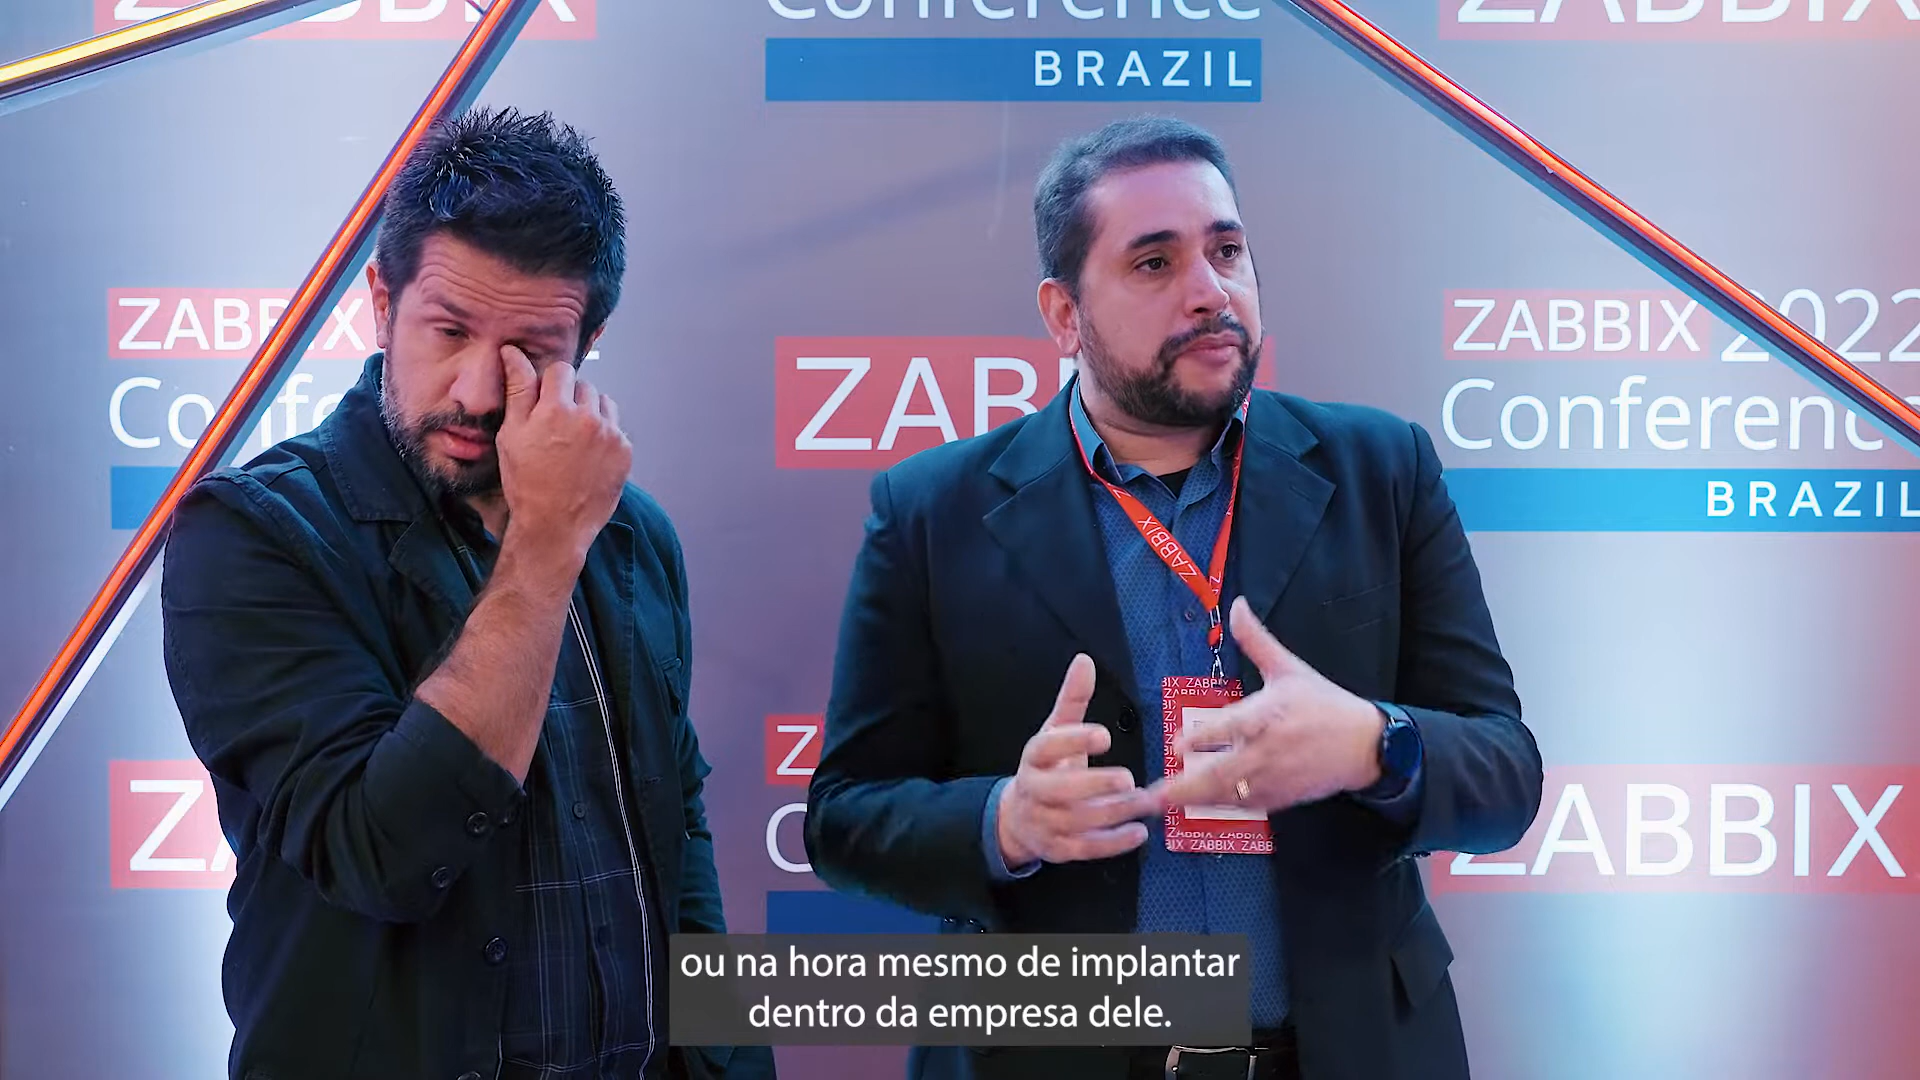 ZABBIX
Conference
BRAZIL
ZABBIX
ZABBIX 2022
Conference
BRAZIL
ZABBIX
ZABBIX
ZABBIX
ou na hora mesmo de implantar
dentro da empresa dele.